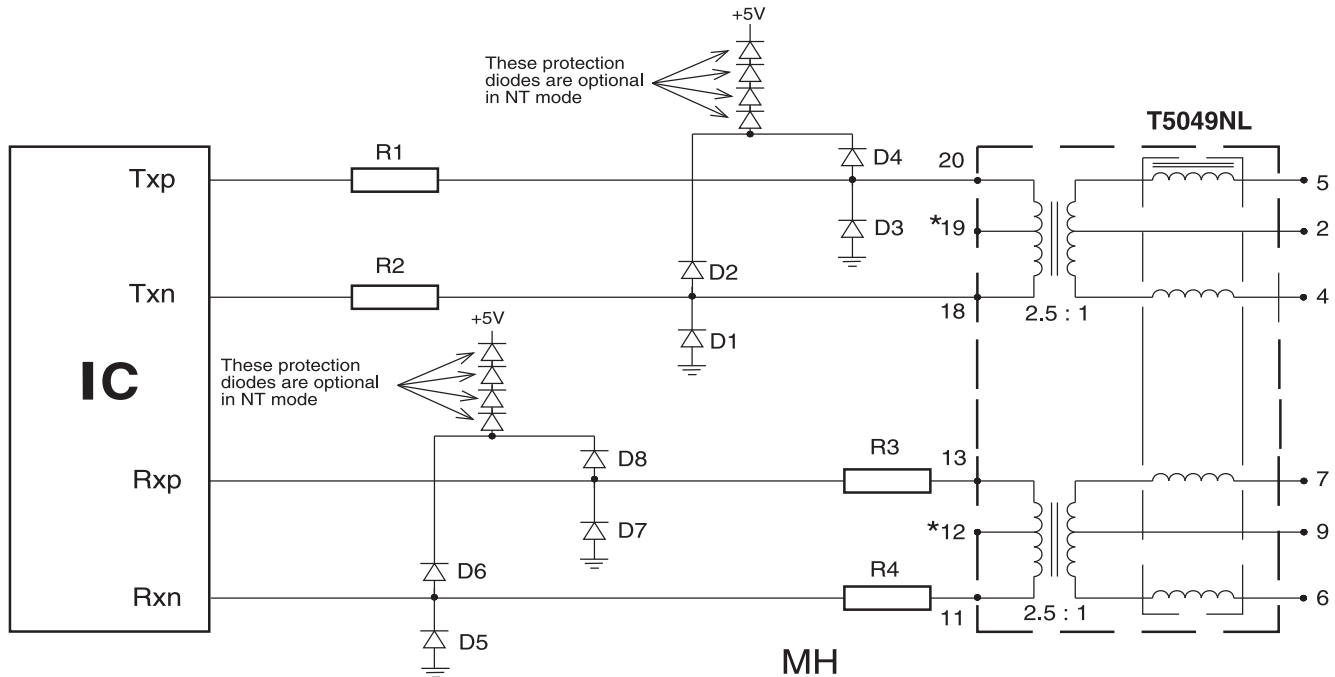 +5V
These protection
diodes are optional
in NT mode
T5049NL
R1
D4
20
Txp
5
*19
D3
2
R2
D2
Txn
18
2.5 : 1
4
+5V
D1
These protection
diodes are optional
in NT mode
IC
R3
13
D8
Rxp
7
*12
D7
9
D6
R4
Rxn
11
2.5 : 1
6
D5
MH